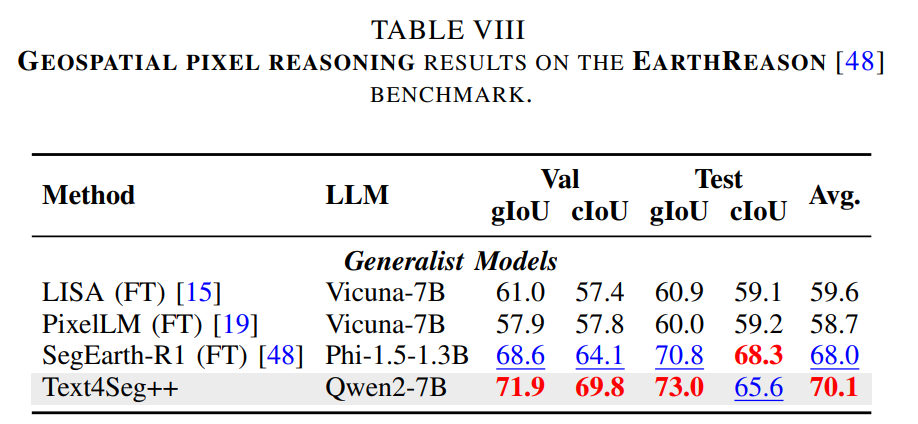 TABLE VIII
GEOSPATIAL PIXEL REASONING RESULTS ON THE EARTHREASON [48]
BENCHMARK.
Method LLM Val Test Avg.
gIoU cIoU gIoU cIoU
Generalist Models
LISA (FT) [15] Vicuna-7B 61.0 57.4 60.9 59.1 59.6
PixelLM (FT) [19] Vicuna-7B 57.9 57.8 60.0 59.2 58.7
SegEarth-R1 (FT) [48] Phi-1.5-1.3B 68.6 64.1 70.8 68.3 68.0
Text4Seg++ Qwen2-7B 71.9 69.8 73.0 65.6 70.1